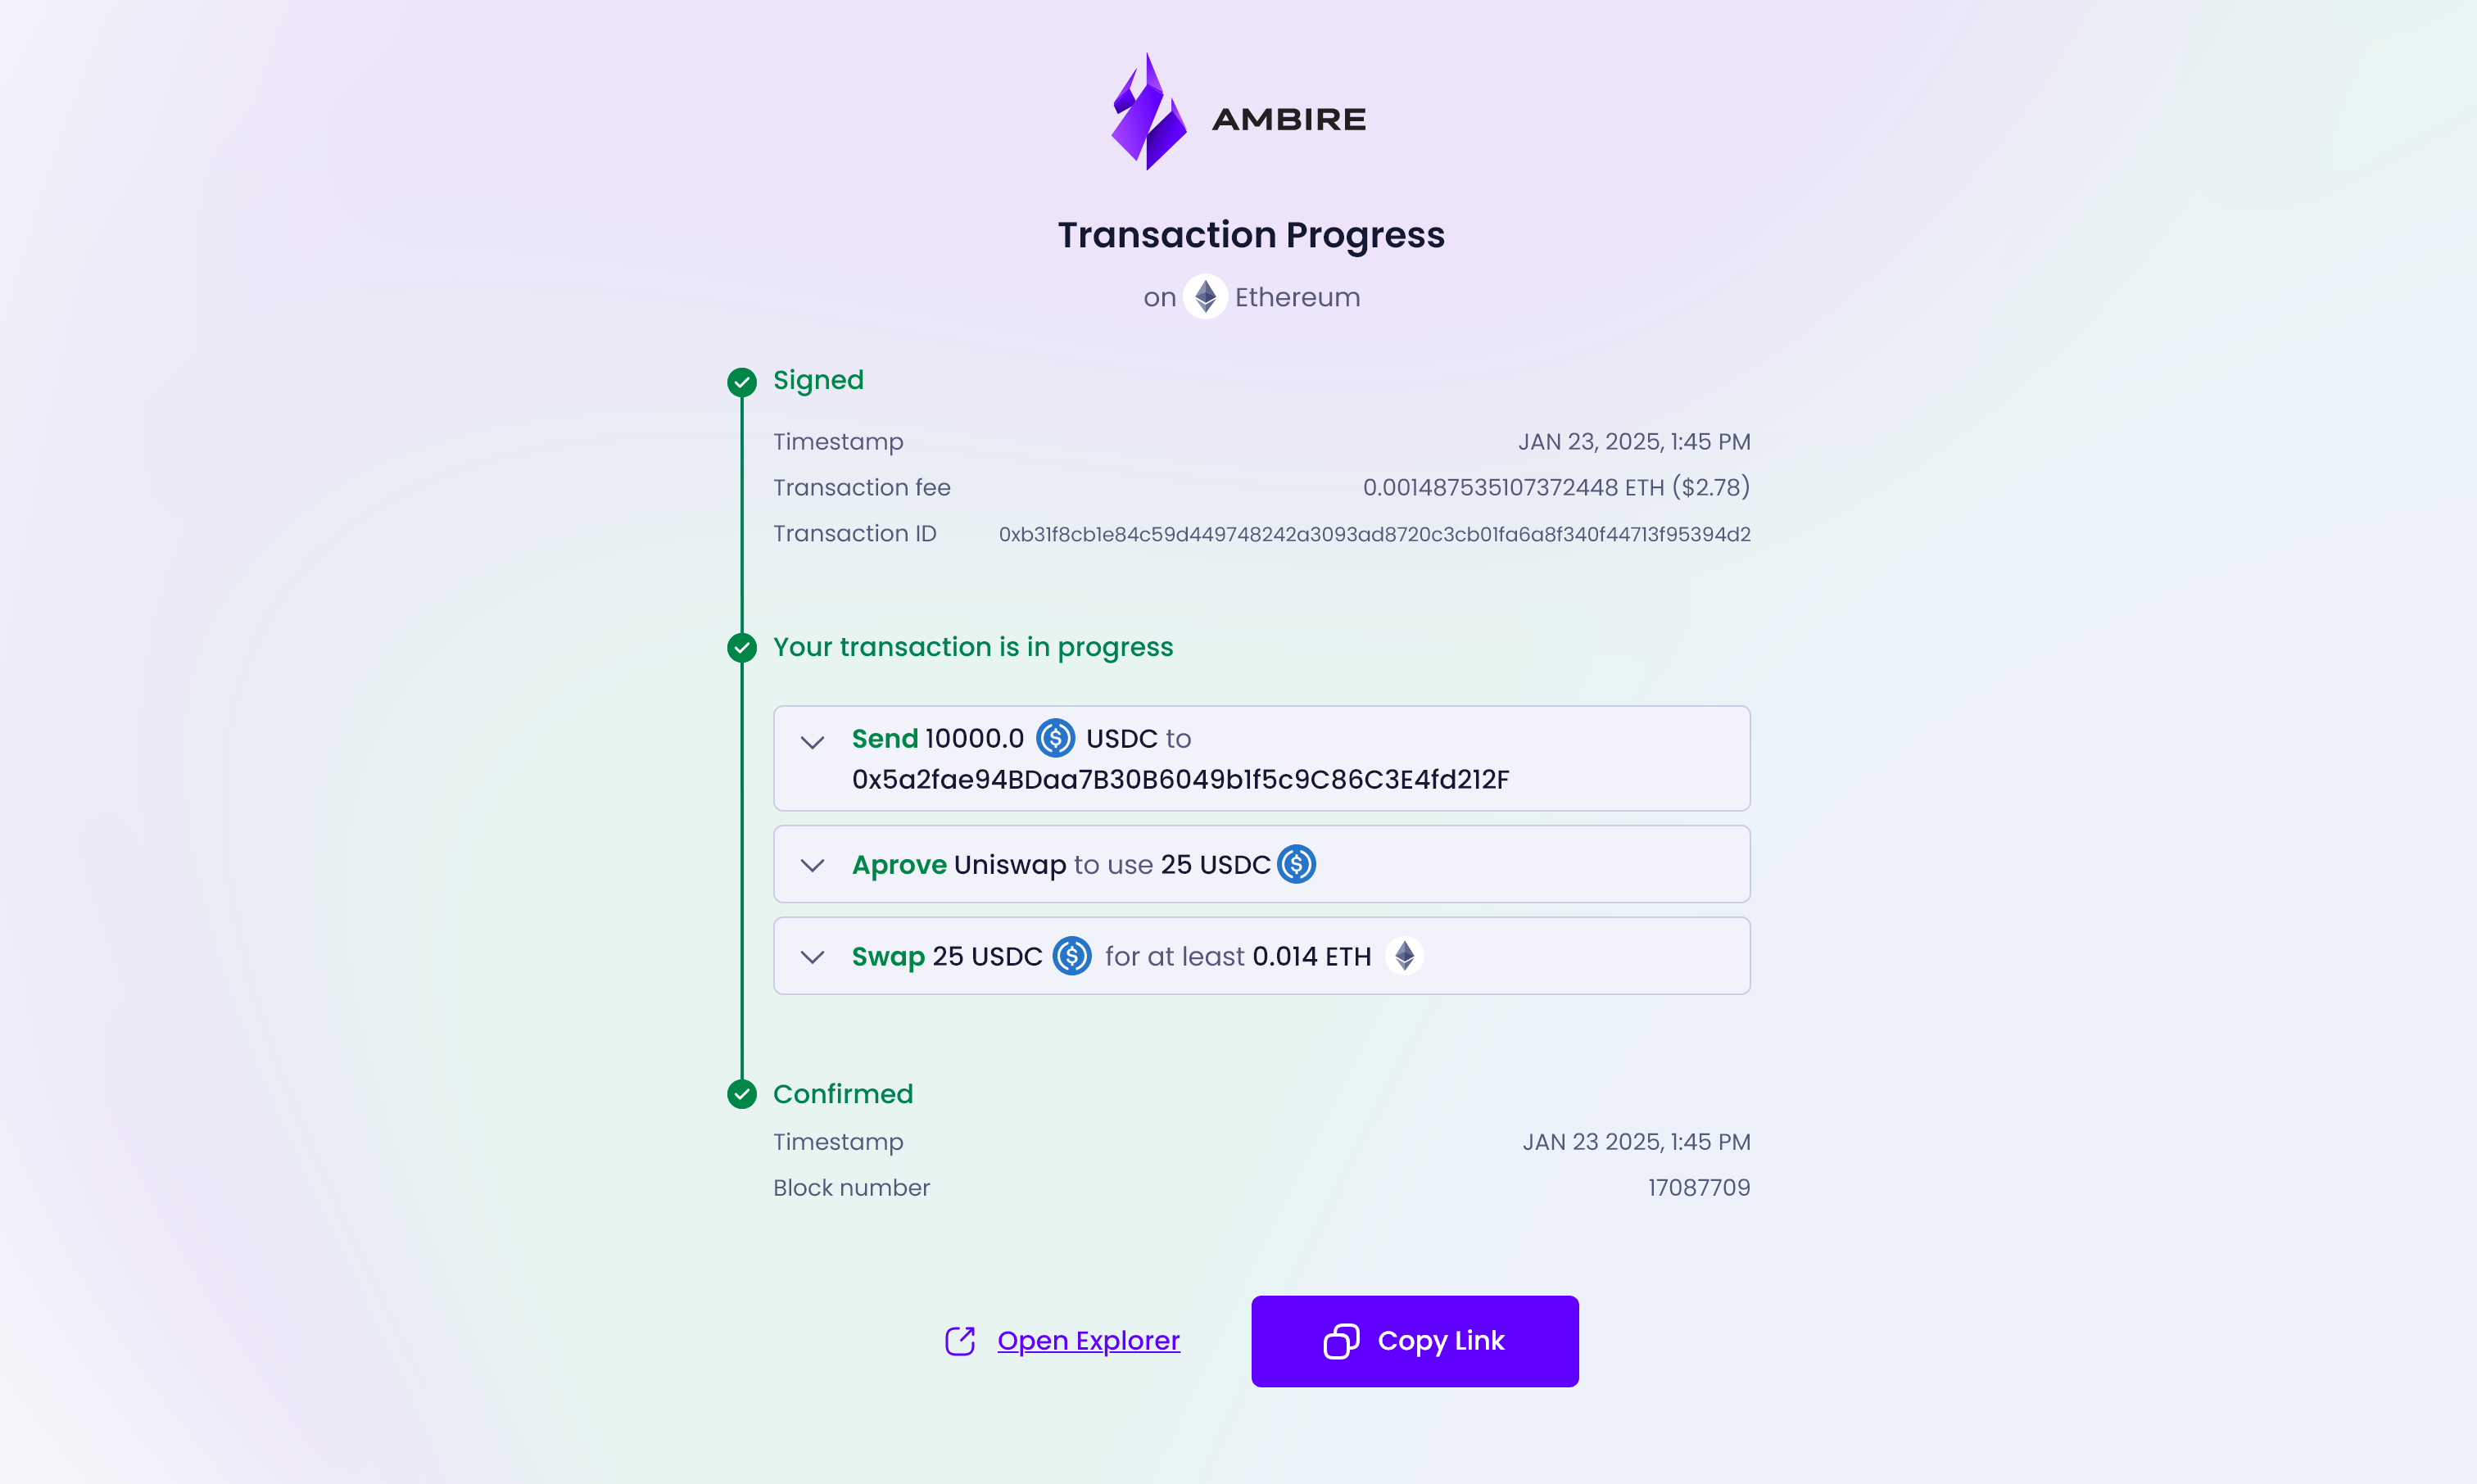 AMBIRE
Transaction Progress
on Ethereum
Signed
Timestamp JAN 23, 2025, 1:45 PM
Transaction fee 0.001487535107372448 ETH ($2.78)
Transaction ID 0xb31f8cb1e84c59d449748242a3093ad8720c3cb01fa6a8f340f44713f95394d2
Your transaction is in progress
Send 10000.0 USDC to
0x5a2fae94BDaa7B30B6049b1f5c9C86C3E4fd212F
Aprove Uniswap to use 25 USDC
Swap 25 USDC for at least 0.014 ETH
Confirmed
Timestamp JAN 23 2025, 1:45 PM
Block number 17087709
Open Explorer Copy Link